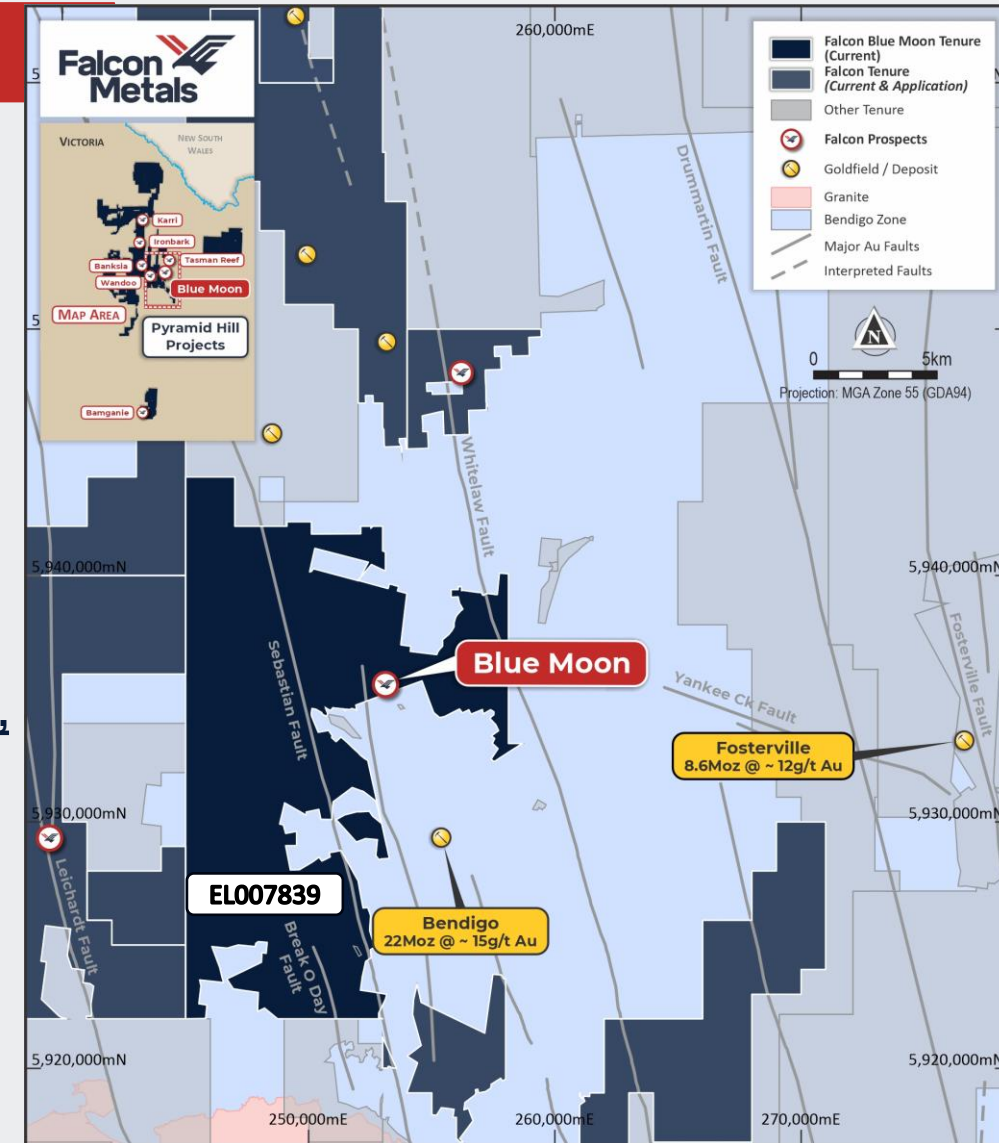 Falcon
Metals
VICTORIA
NEW SOUTH
WALES
Karri
Ironbark
Banksia
Tasman Reef
Wandoo
Blue Moon
MAP AREA
Pyramid Hill
Projects
Bamganie
260,000mE
Falcon Blue Moon Tenure
(Current)
Falcon Tenure
(Current & Application)
Other Tenure
Falcon Prospects
Goldfield / Deposit
Granite
Bendigo Zone
Major Au Faults
Interpreted Faults
N
0 5km
Projection: MGA Zone 55 (GDA94)
Drummartin Fault
Whitelaw Fault
5,940,000mN
5,940,000mN
Sebastian Fault
Blue Moon
Fosterville Fault
Yankee Ck Fault
Fosterville
8.6Moz @ ~ 12g/t Au
5,930,000mN
5,930,000mN
Leichardt Fault
EL007839
Bendigo
22Moz @ ~ 15g/t Au
Break O Day
Fault
5,920,000mN
5,920,000mN
250,000mE
260,000mE
270,000mE